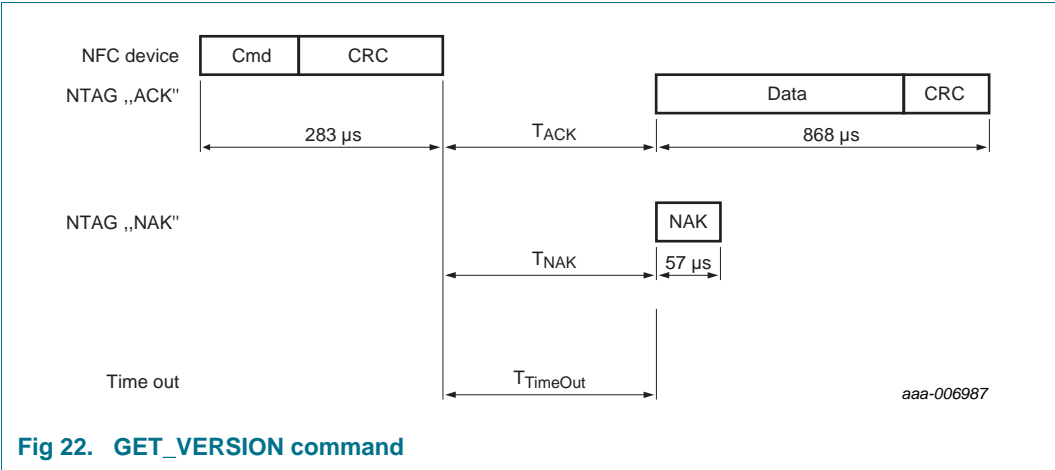 NFC device Cmd CRC
NTAG ,,ACK" Data CRC
283 µs TACK 868 µs
NTAG ,,NAK" NAK
TNAK 57 µs
Time out TTimeOut
aaa-006987
Fig 22. GET_VERSION command